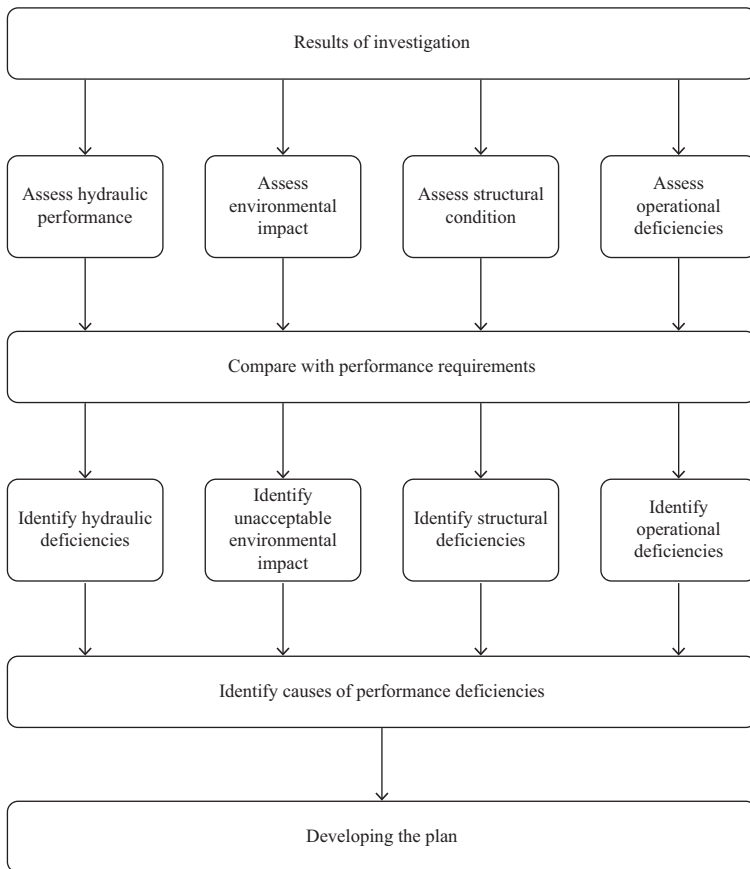 Results of investigation
Assess hydraulic
performance
Assess
environmental
impact
Assess structural
condition
Assess
operational
deficiencies
Compare with performance requirements
Identify hydraulic
deficiencies
Identify
unacceptable
environmental
impact
Identify structural
deficiencies
Identify
operational
deficiencies
Identify causes of performance deficiencies
Developing the plan